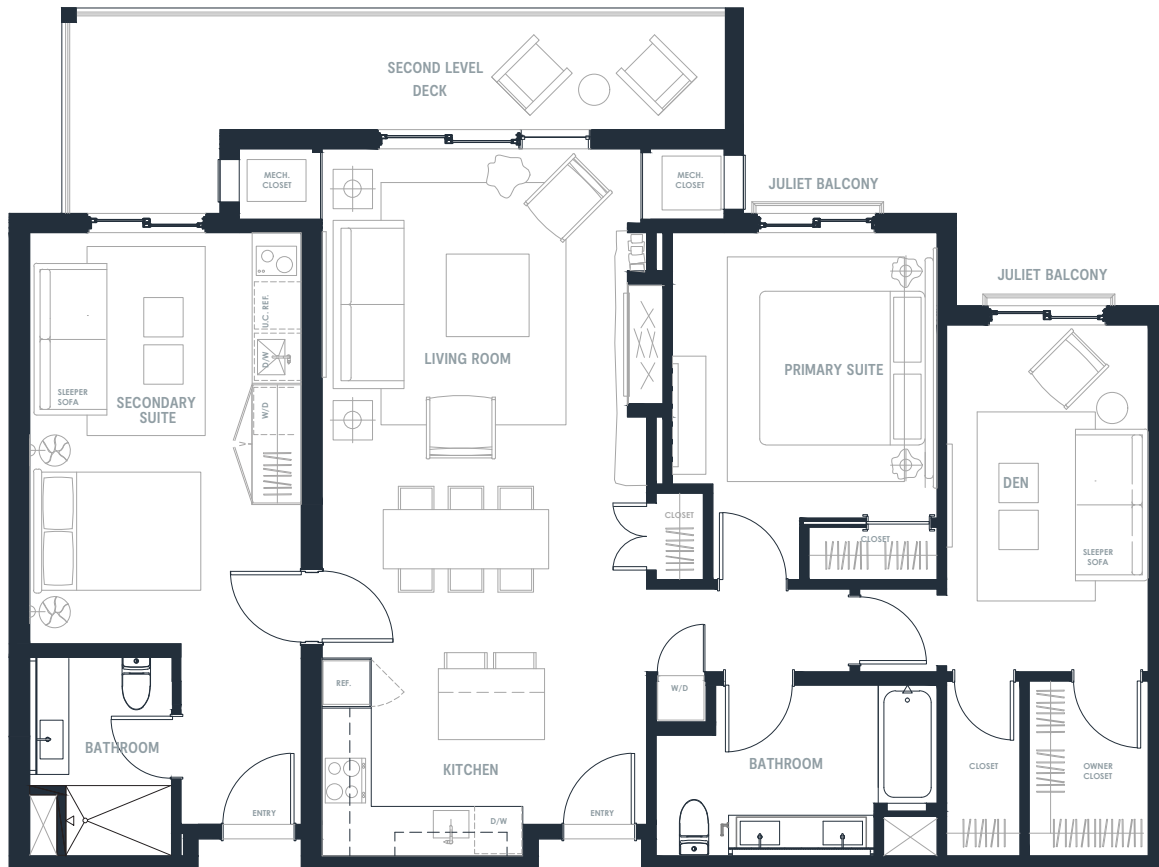 SECOND LEVEL
DECK
MECH.
CLOSET
MECH.
CLOSET
JULIET BALCONY
JULIET BALCONY
U.C. REF.
D/W
W/D
SLEEPER
SOFA
SECONDARY
SUITE
LIVING ROOM
PRIMARY SUITE
DEN
SLEEPER
SOFA
CLOSET
CLOSET
REF.
W/D
BATHROOM
KITCHEN
BATHROOM
CLOSET
OWNER
CLOSET
ENTRY
D/W
ENTRY